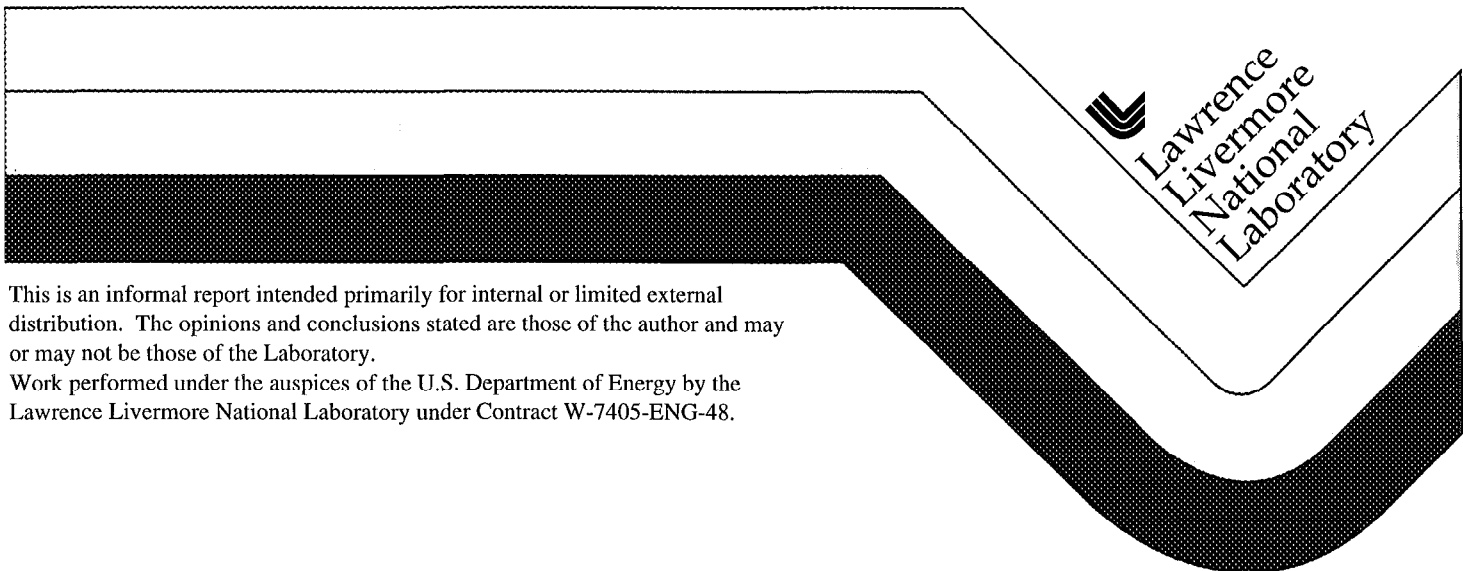 Lawrence
Livermore
National
Laboratory
This is an informal report intended primarily for internal or limited external
distribution. The opinions and conclusions stated are those of the author and may
or may not be those of the Laboratory.
Work performed under the auspices of the U.S. Department of Energy by the
Lawrence Livermore National Laboratory under Contract W-7405-ENG-48.